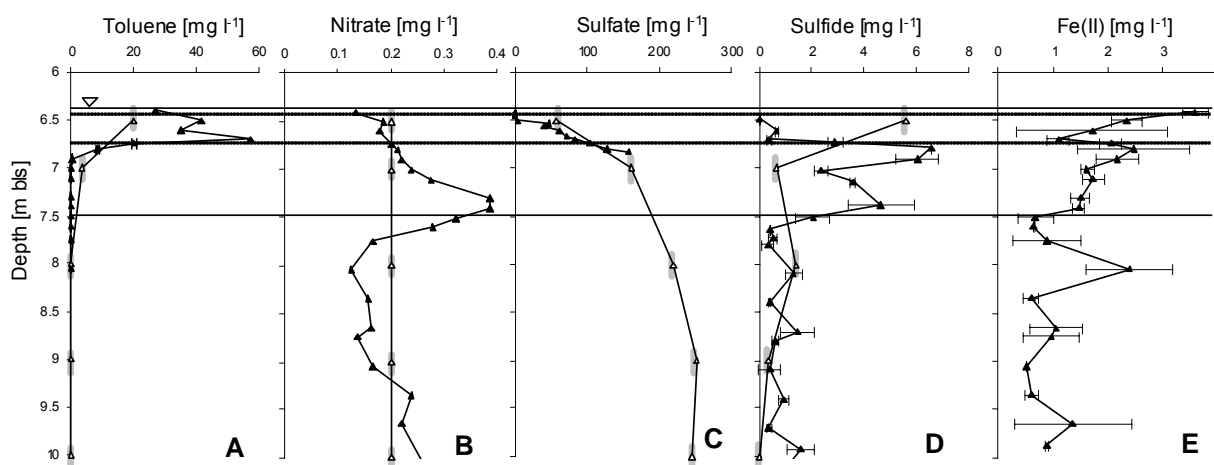 Toluene [mg l-1] Nitrate [mg l-1] Sulfate [mg l-1] Sulfide [mg l-1] Fe(II) [mg l-1]
0 20 40 60 0 0.1 0.2 0.3 0.4 0 100 200 300 0 2 4 6 0 1 2 3
6
6.5
7
7.5
8
8.5
9
9.5
10
Depth [m bls]
A B C D E